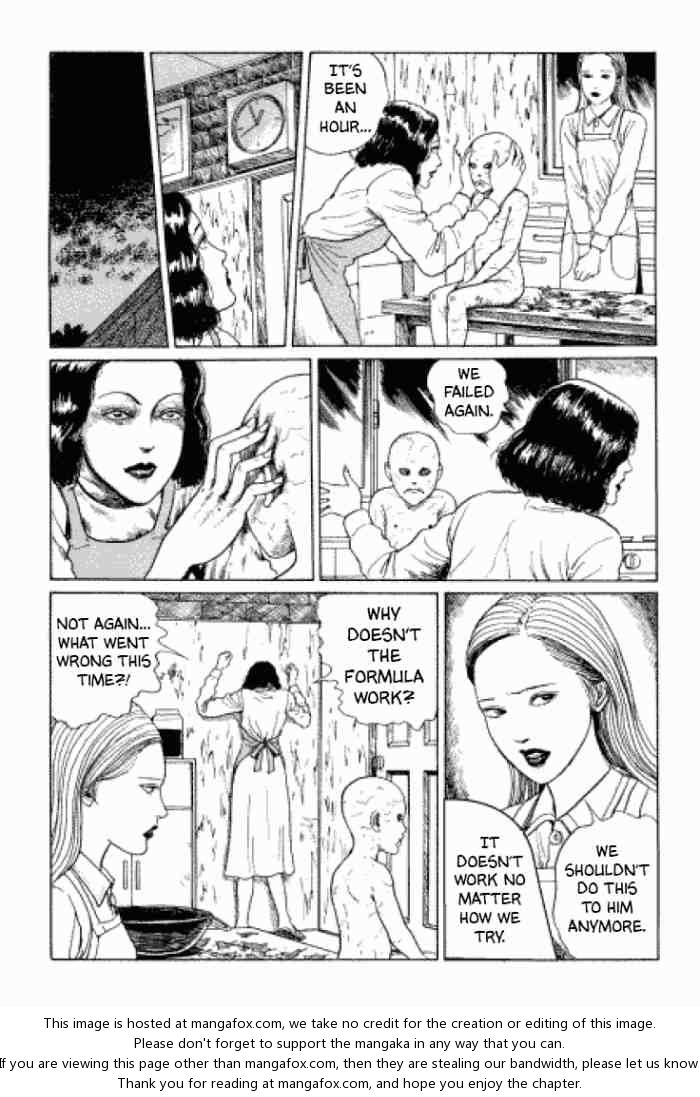 IT'S
BEEN
AN
HOUR...
WE
FAILED
AGAIN.
NOT AGAIN...
WHAT WENT
WRONG THIS
TIME?!
WHY
DOESN'T
THE
FORMULA
WORK?
IT
DOESN'T
WORK NO
MATTER
HOW WE
TRY.
WE
SHOULDN'T
DO THIS
TO HIM
ANYMORE.
This image is hosted at mangafox.com, we take no credit for the creation or editing of this image.
Please don't forget to support the mangaka in any way that you can.
If you are viewing this page other than mangafox.com, then they are stealing our bandwidth, please let us know
Thank you for reading at mangafox.com, and hope you enjoy the chapter.